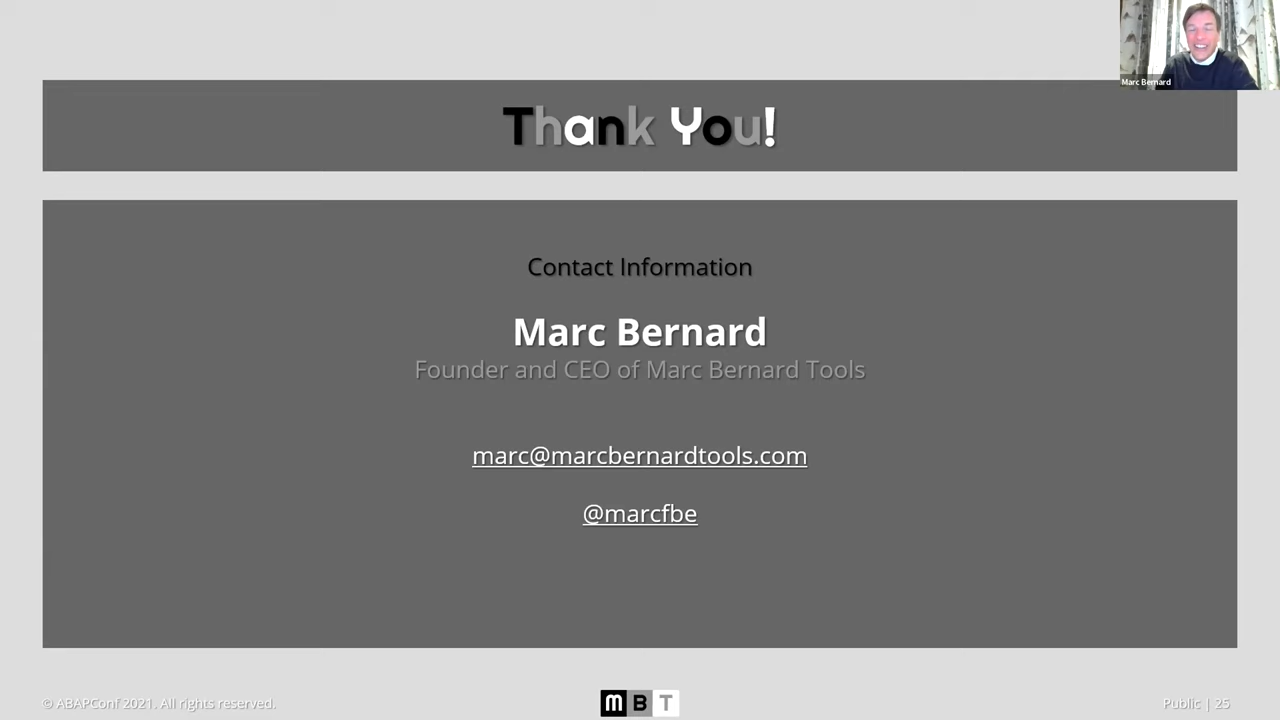 Marc Bernard
Thank You!
Contact Information
Marc Bernard
Founder and CEO of Marc Bernard Tools
marc@marcbernardtools.com
@marcfbe
© ABAPConf 2021. All rights reserved.
M B T
Public | 25